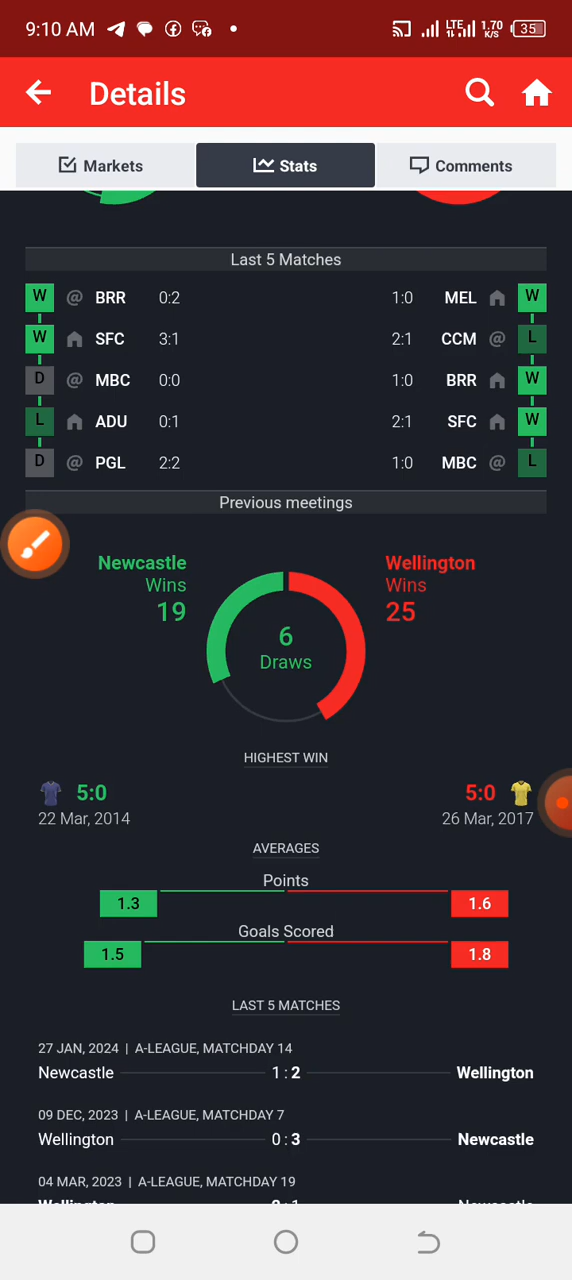 9:10 AM LTE 1.70 K/S 35
Details
Markets Stats Comments
Last 5 Matches
W @ BRR 0:2 1:0 MEL W
W SFC 3:1 2:1 CCM @ L
D @ MBC 0:0 1:0 BRR W
L ADU 0:1 2:1 SFC W
D @ PGL 2:2 1:0 MBC @ L
Previous meetings
Newcastle Wellington
Wins Wins
19 25
6
Draws
HIGHEST WIN
5:0 5:0
22 Mar, 2014 26 Mar, 2017
AVERAGES
Points
1.3 1.6
Goals Scored
1.5 1.8
LAST 5 MATCHES
27 JAN, 2024 | A-LEAGUE, MATCHDAY 14
Newcastle 1 : 2 Wellington
09 DEC, 2023 | A-LEAGUE, MATCHDAY 7
Wellington 0 : 3 Newcastle
04 MAR, 2023 | A-LEAGUE, MATCHDAY 19